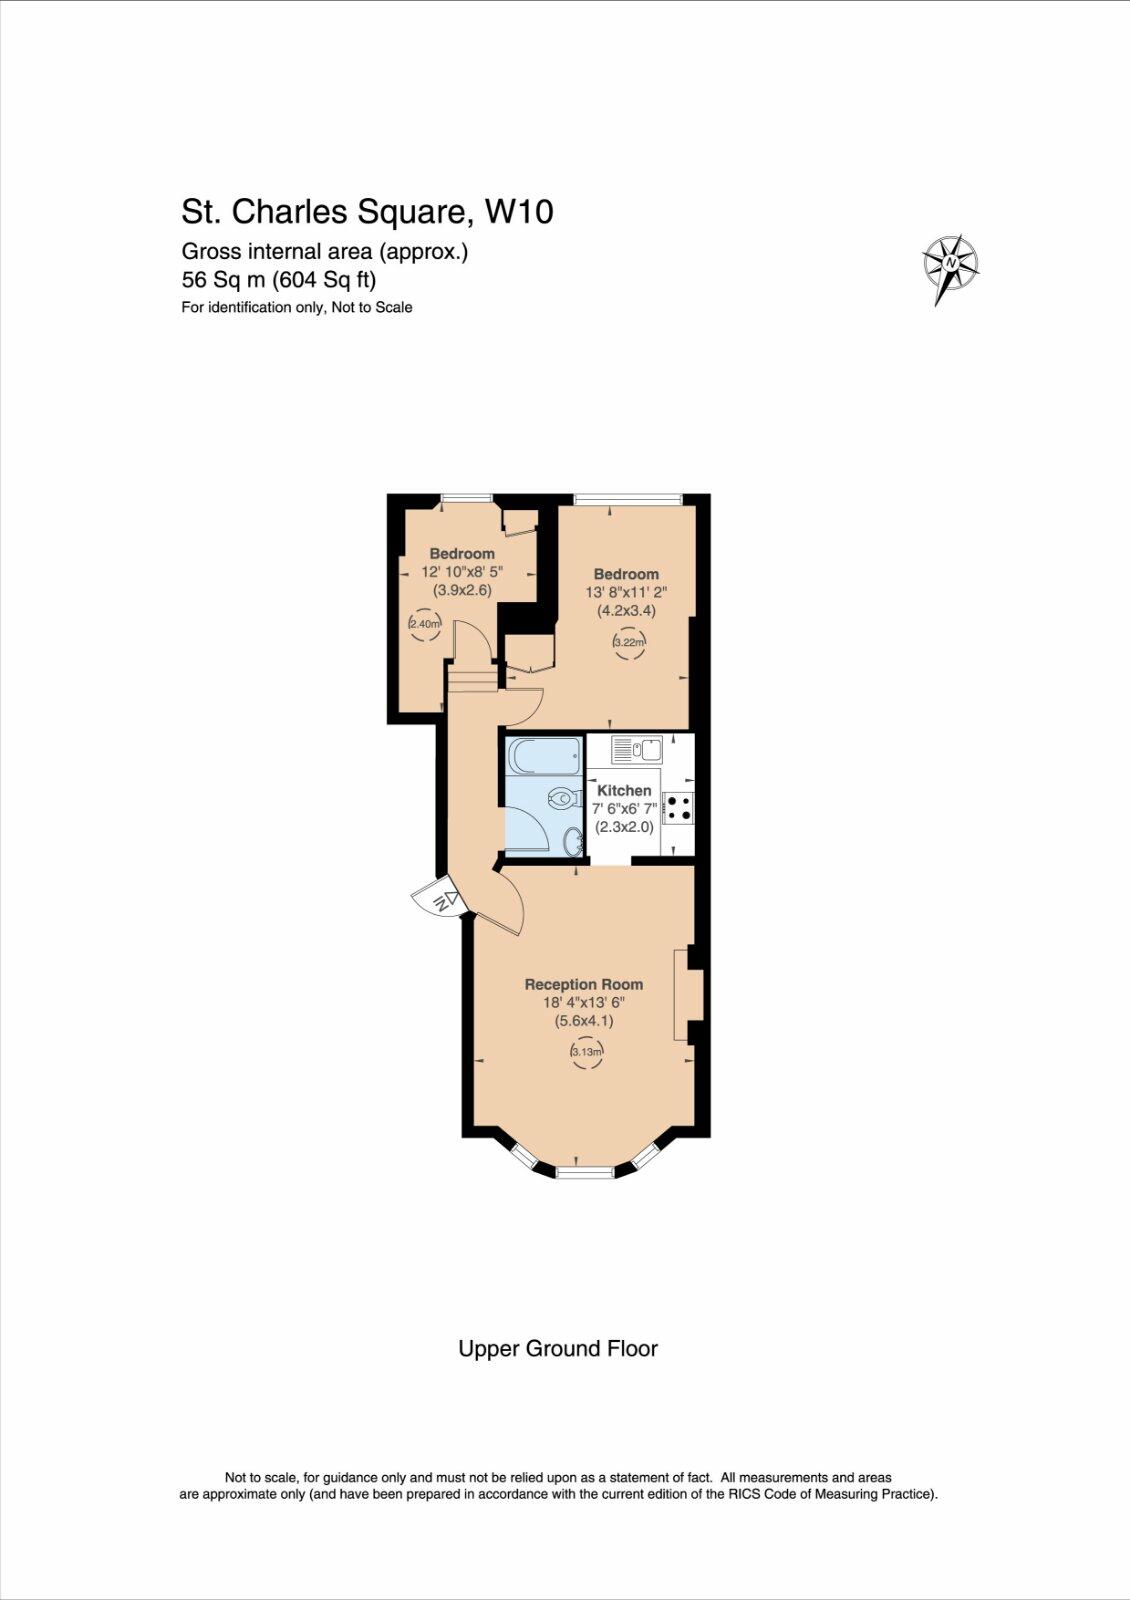 St. Charles Square, W10
Gross internal area (approx.)
56 Sq m (604 Sq ft)
For identification only, Not to Scale
N
Bedroom
12' 10"x8' 5"
(3.9x2.6)
2.40m
Bedroom
13' 8"x11' 2"
(4.2x3.4)
3.22m
Kitchen
7' 6"x6' 7"
(2.3x2.0)
IN
Reception Room
18' 4"x13' 6"
(5.6x4.1)
3.13m
Upper Ground Floor
Not to scale, for guidance only and must not be relied upon as a statement of fact. All measurements and areas
are approximate only (and have been prepared in accordance with the current edition of the RICS Code of Measuring Practice).